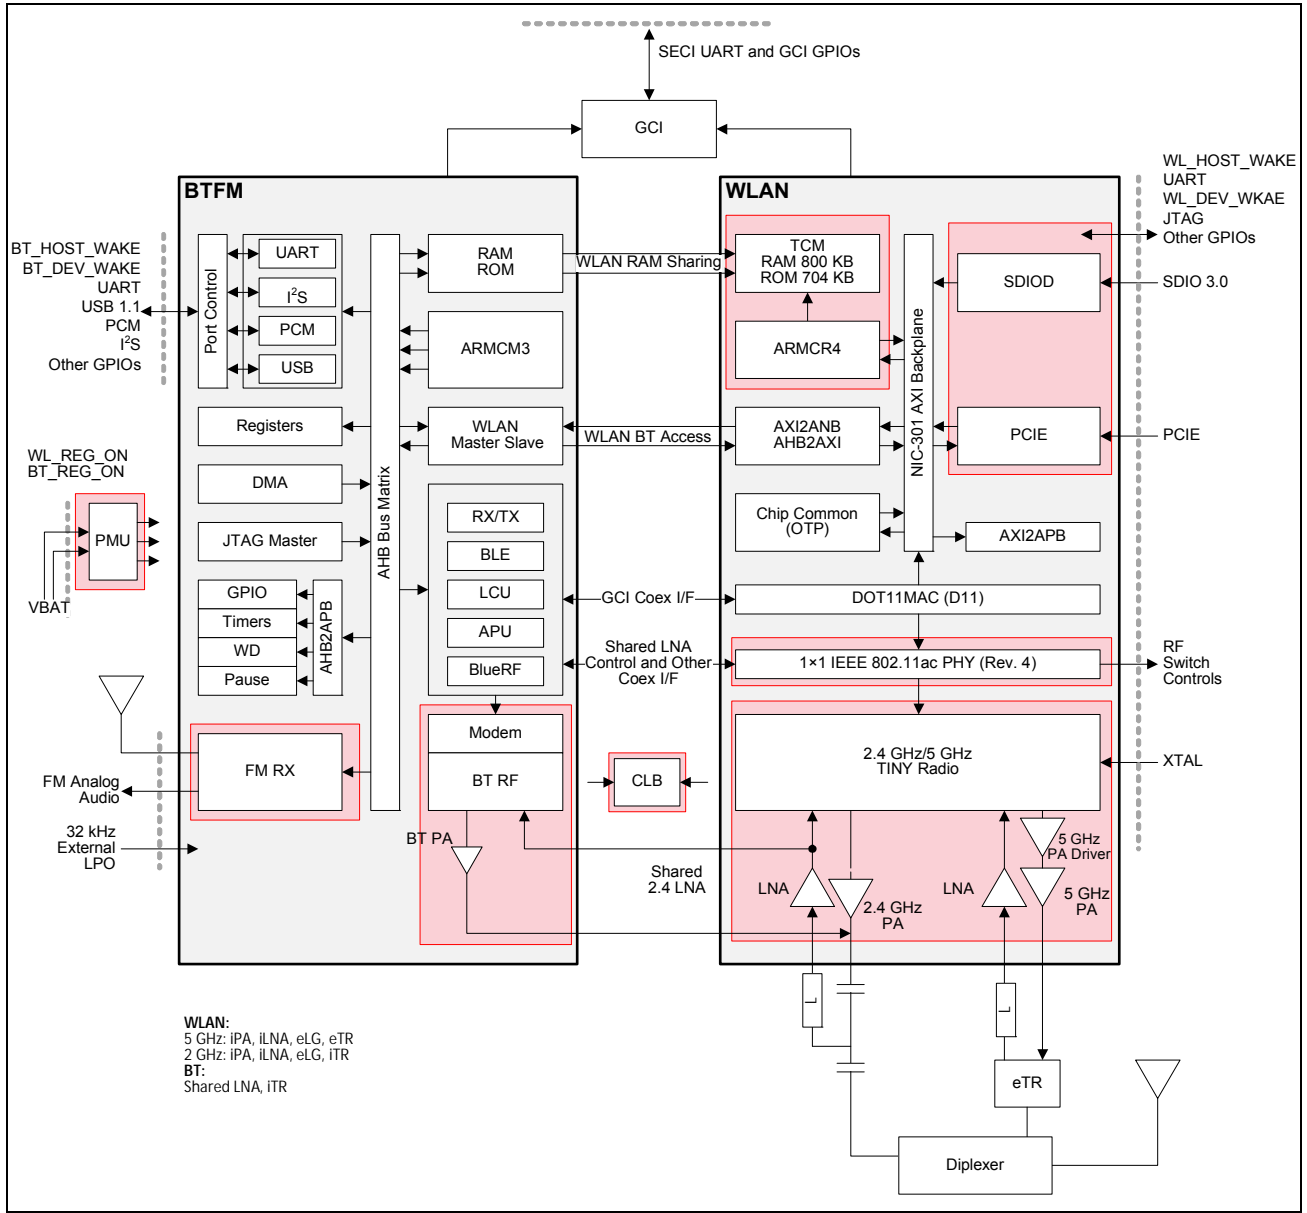 SECI UART and GCI GPIOs
GCI
BTFM
WLAN
BT_HOST_WAKE
BT_DEV_WAKE
UART
USB 1.1
PCM
I²S
Other GPIOs
Port Control
UART
I²S
PCM
USB
AHB Bus Matrix
RAM
ROM
WLAN RAM Sharing
TCM
RAM 800 KB
ROM 704 KB
ARMCM3
ARMCR4
NIC-301 AXI Backplane
SDIOD
PCIE
WL_HOST_WAKE
UART
WL_DEV_WKAE
JTAG
Other GPIOs
SDIO 3.0
PCIE
Registers
WLAN
Master Slave
WLAN BT Access
AXI2ANB
AHB2AXI
WL_REG_ON
BT_REG_ON
PMU
VBAT
DMA
JTAG Master
RX/TX
BLE
LCU
APU
BlueRF
Chip Common
(OTP)
AXI2APB
GPIO
Timers
WD
Pause
AHB2APB
GCI Coex I/F
DOT11MAC (D11)
Shared LNA
Control and Other
Coex I/F
1×1 IEEE 802.11ac PHY (Rev. 4)
RF
Switch
Controls
FM RX
FM Analog
Audio
32 kHz
External
LPO
Modem
BT RF
BT PA
CLB
2.4 GHz/5 GHz
TINY Radio
XTAL
Shared
2.4 LNA
LNA
2.4 GHz
PA
LNA
5 GHz
PA Driver
5 GHz
PA
L
L
eTR
Diplexer
WLAN:
5 GHz: iPA, iLNA, eLG, eTR
2 GHz: iPA, iLNA, eLG, iTR
BT:
Shared LNA, iTR